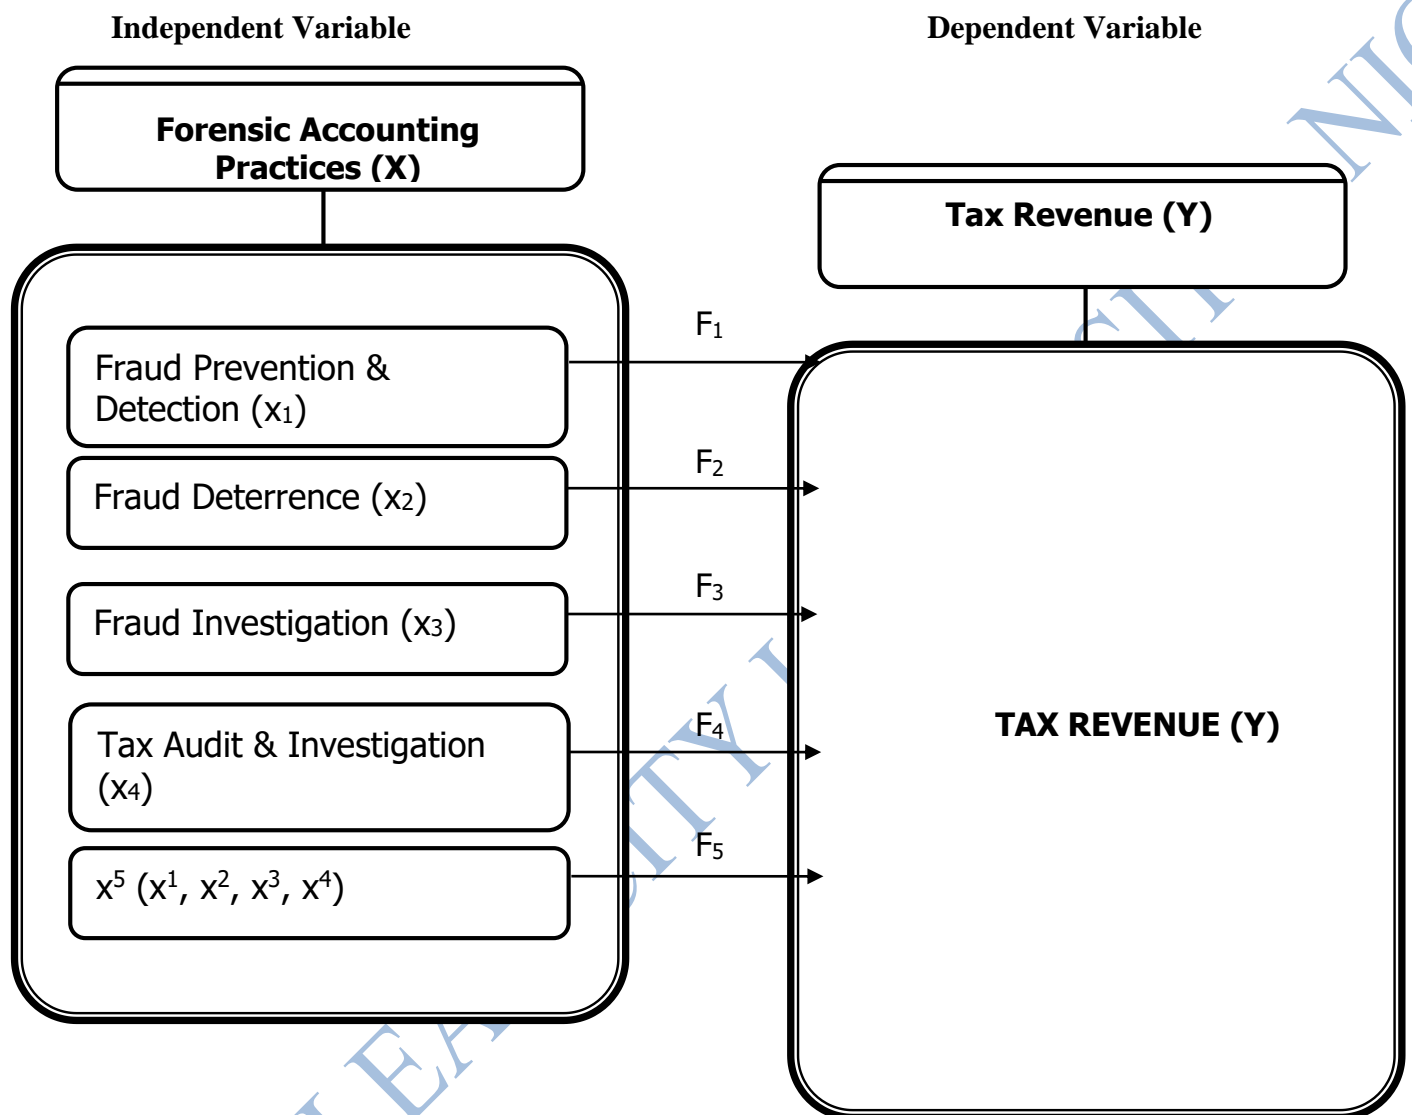 Independent Variable
Dependent Variable
Forensic Accounting
Practices (X)
Tax Revenue (Y)
Fraud Prevention &
Detection (x₁)
Fraud Deterrence (x₂)
Fraud Investigation (x₃)
Tax Audit & Investigation
(x₄)
x⁵ (x¹, x², x³, x⁴)
F₁
F₂
F₃
F₄
F₅
TAX REVENUE (Y)